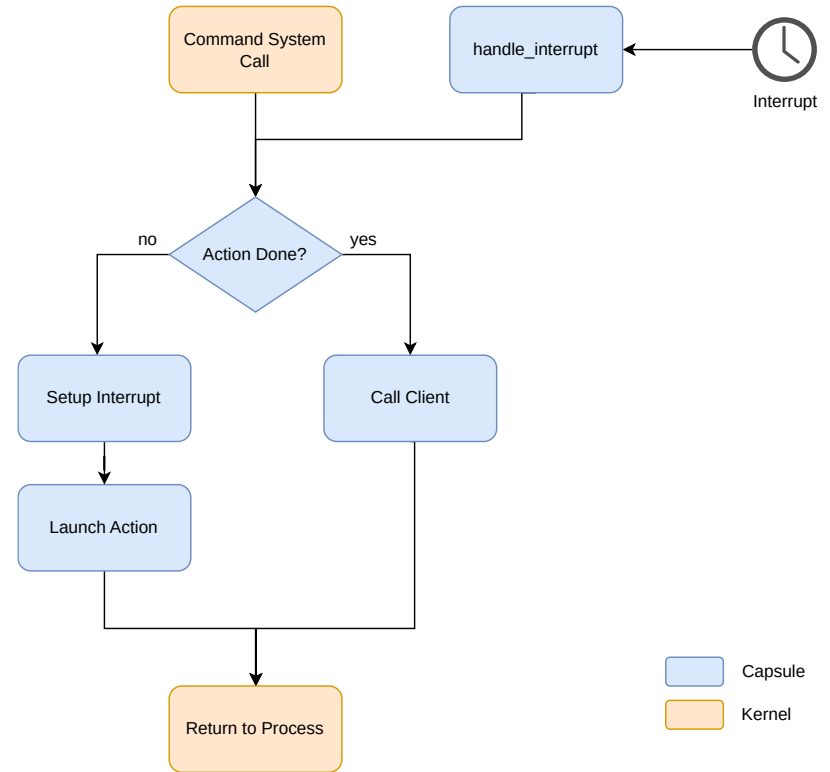 Command System
Call
handle_interrupt
Interrupt
no
yes
Action Done?
Setup Interrupt
Call Client
Launch Action
Capsule
Kernel
Return to Process